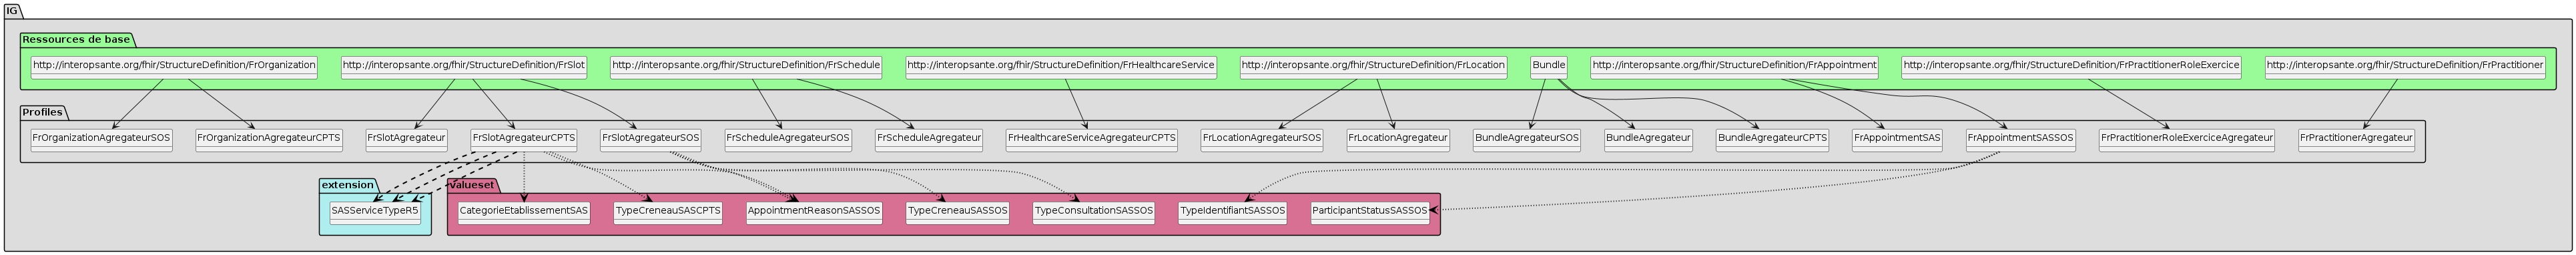 IG
Ressources de base
http://interopsante.org/fhir/StructureDefinition/FrOrganization
http://interopsante.org/fhir/StructureDefinition/FrSlot
http://interopsante.org/fhir/StructureDefinition/FrSchedule
http://interopsante.org/fhir/StructureDefinition/FrHealthcareService
http://interopsante.org/fhir/StructureDefinition/FrLocation
Bundle
http://interopsante.org/fhir/StructureDefinition/FrAppointment
http://interopsante.org/fhir/StructureDefinition/FrPractitionerRoleExercice
http://interopsante.org/fhir/StructureDefinition/FrPractitioner
Profiles
FrOrganizationAgregateurSOS
FrOrganizationAgregateurCPTS
FrSlotAgregateur
FrSlotAgregateurCPTS
FrSlotAgregateurSOS
FrScheduleAgregateurSOS
FrScheduleAgregateur
FrHealthcareServiceAgregateurCPTS
FrLocationAgregateurSOS
FrLocationAgregateur
BundleAgregateurSOS
BundleAgregateur
BundleAgregateurCPTS
FrAppointmentSAS
FrAppointmentSASSOS
FrPractitionerRoleExerciceAgregateur
FrPractitionerAgregateur
extension
SASServiceTypeR5
valueset
CategorieEtablissementSAS
TypeCreneauSASCPTS
AppointmentReasonSASSOS
TypeCreneauSASSOS
TypeConsultationSASSOS
TypeIdentifiantSASSOS
ParticipantStatusSASSOS